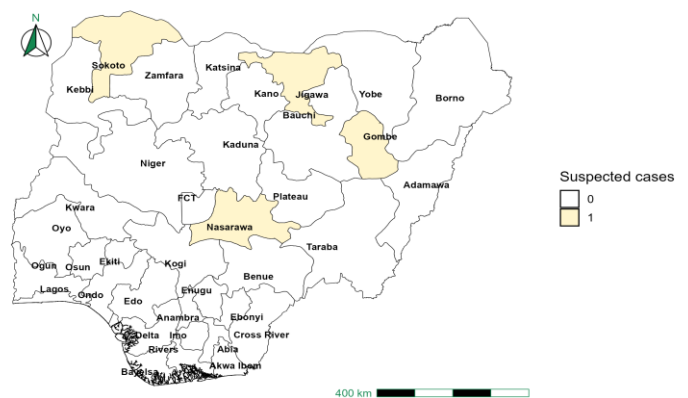 N
Sokoto
Katsina
Kebbi
Zamfara
Kano
Jigawa
Yobe
Borno
Bauchi
Gombe
Kaduna
Niger
Adamawa
FCT
Plateau
Kwara
Nasarawa
Oyo
Taraba
Ogun
Osun
Ekiti
Kogi
Benue
Lagos
Ondo
Edo
Enugu
Anambra
Ebonyi
Delta
Imo
Cross River
Rivers
Abia
Bayelsa
Akwa Ibom
Suspected cases
0
1
400 km